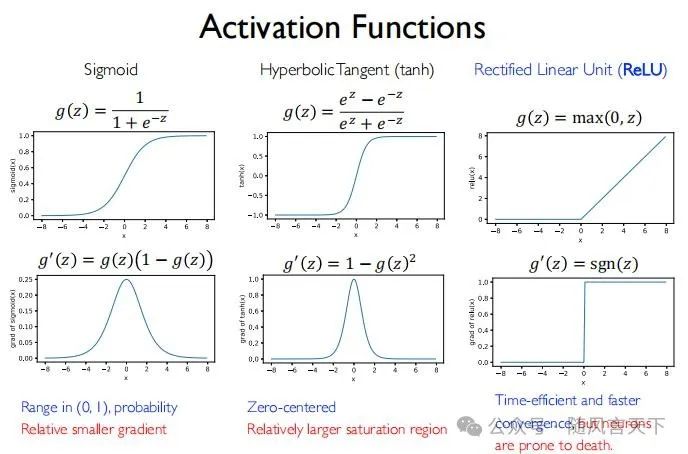 Activation Functions
Sigmoid
g(z) = 1 / (1 + e^{-z})
1.0
0.8
0.6
0.4
0.2
0.0
sigmoid(x)
-8 -6 -4 -2 0 2 4 6 8
x
g'(z) = g(z)(1 - g(z))
0.25
0.20
0.15
0.10
0.05
0.00
grad of sigmoid(x)
-8 -6 -4 -2 0 2 4 6 8
x
Range in (0, 1), probability
Relative smaller gradient
Hyperbolic Tangent (tanh)
g(z) = (e^z - e^{-z}) / (e^z + e^{-z})
1.0
0.5
0.0
-0.5
-1.0
tanh(x)
-8 -6 -4 -2 0 2 4 6 8
x
g'(z) = 1 - g(z)^2
1.0
0.8
0.6
0.4
0.2
0.0
grad of tanh(x)
-8 -6 -4 -2 0 2 4 6 8
x
Zero-centered
Relatively larger saturation region
Rectified Linear Unit (ReLU)
g(z) = max(0, z)
8
6
4
2
0
relu(x)
-8 -6 -4 -2 0 2 4 6 8
x
g'(z) = sgn(z)
1.0
0.8
0.6
0.4
0.2
0.0
grad of relu(x)
-8 -6 -4 -2 0 2 4 6 8
x
Time-efficient and faster
convergence, but neurons
are prone to death.
公众号 · 随风言天下